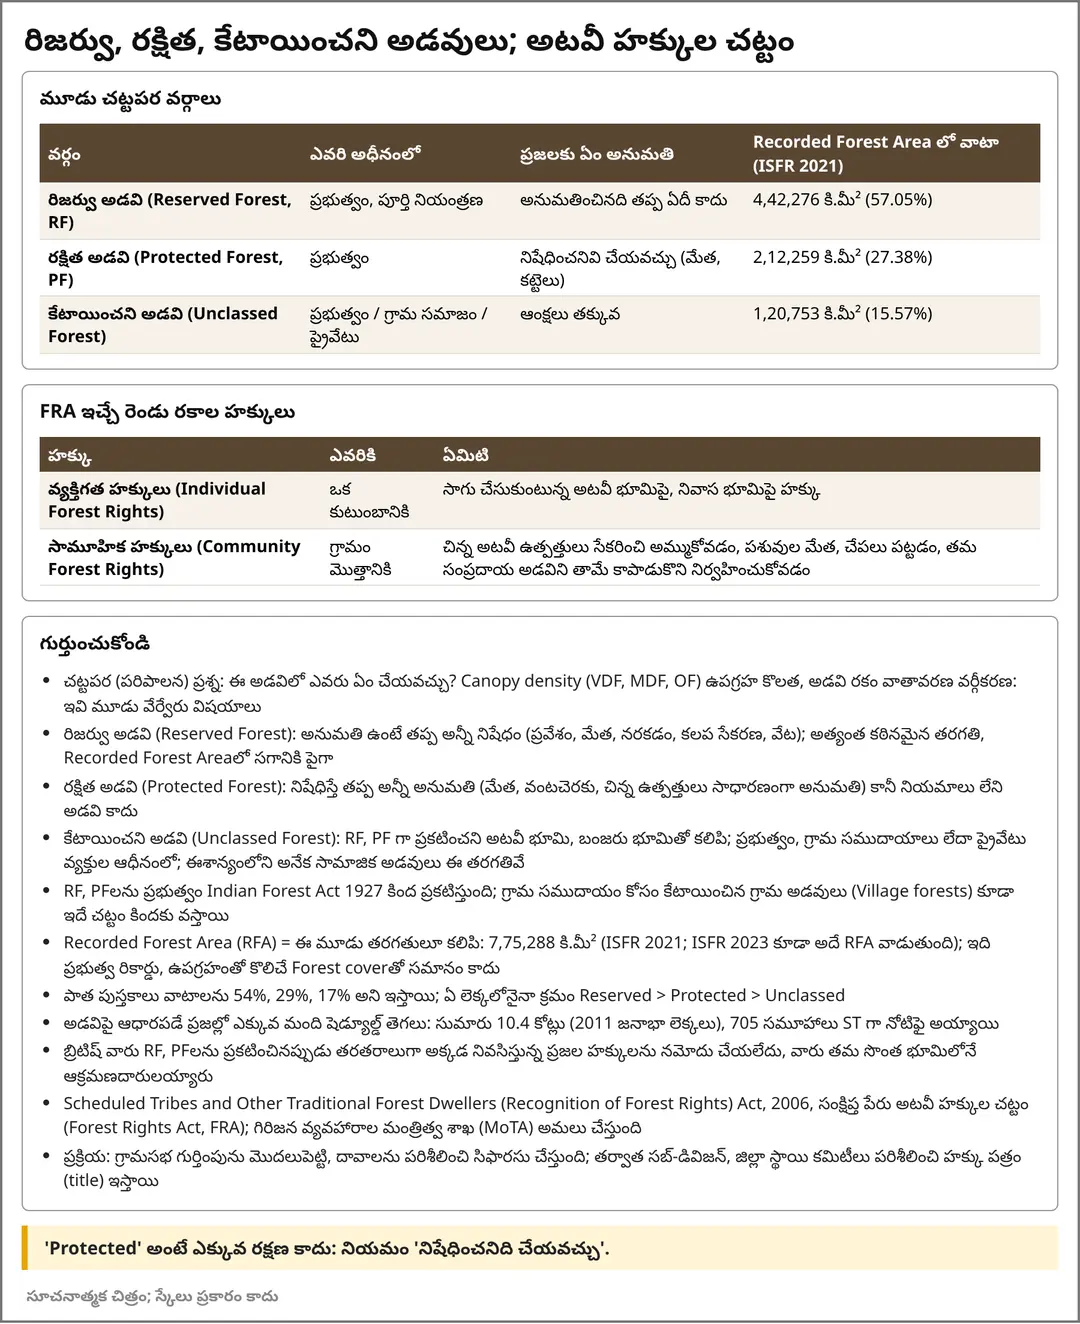 రిజర్వు, రక్షిత, కేటాయించని అడవులు; అటవీ హక్కుల చట్టం
మూడు చట్టపర వర్గాలు
వర్గం
ఎవరి అధీనంలో
ప్రజలకు ఏం అనుమతి
Recorded Forest Area లో వాటా
(ISFR 2021)
రిజర్వు అడవి (Reserved Forest,
RF)
ప్రభుత్వం, పూర్తి నియంత్రణ
అనుమతించినది తప్ప ఏదీ కాదు
4,42,276 కి.మీ² (57.05%)
రక్షిత అడవి (Protected Forest,
PF)
ప్రభుత్వం
నిషేధించనివి చేయవచ్చు (మేత,
కట్టెలు)
2,12,259 కి.మీ² (27.38%)
కేటాయించని అడవి (Unclassed
Forest)
ప్రభుత్వం / గ్రామ సమాజం /
ప్రైవేటు
ఆంక్షలు తక్కువ
1,20,753 కి.మీ² (15.57%)
FRA ఇచ్చే రెండు రకాల హక్కులు
హక్కు
ఎవరికి
ఏమిటి
వ్యక్తిగత హక్కులు (Individual
Forest Rights)
ఒక
కుటుంబానికి
సాగు చేసుకుంటున్న అటవీ భూమిపై, నివాస భూమిపై హక్కు
సామూహిక హక్కులు (Community
Forest Rights)
గ్రామం
మొత్తానికి
చిన్న అటవీ ఉత్పత్తులు సేకరించి అమ్ముకోవడం, పశువుల మేత, చేపలు పట్టడం, తమ
సంప్రదాయ అడవిని తామే కాపాడుకొని నిర్వహించుకోవడం
గుర్తుంచుకోండి
• చట్టపర (పరిపాలన) ప్రశ్న: ఈ అడవిలో ఎవరు ఏం చేయవచ్చు? Canopy density (VDF, MDF, OF) ఉపగ్రహ కొలత, అడవి రకం వాతావరణ వర్గీకరణ:
ఇవి మూడు వేర్వేరు విషయాలు
• రిజర్వు అడవి (Reserved Forest): అనుమతి ఉంటే తప్ప అన్నీ నిషేధం (ప్రవేశం, మేత, నరకడం, కలప సేకరణ, వేట); అత్యంత కఠినమైన తరగతి,
Recorded Forest Areaలో సగానికి పైగా
• రక్షిత అడవి (Protected Forest): నిషేధిస్తే తప్ప అన్నీ అనుమతి (మేత, వంటచెరకు, చిన్న ఉత్పత్తులు సాధారణంగా అనుమతి) కానీ నియమాలు లేని
అడవి కాదు
• కేటాయించని అడవి (Unclassed Forest): RF, PF గా ప్రకటించని అటవీ భూమి, బంజరు భూమితో కలిపి; ప్రభుత్వం, గ్రామ సముదాయాలు లేదా ప్రైవేటు
వ్యక్తుల ఆధీనంలో; ఈశాన్యంలోని అనేక సామాజిక అడవులు ఈ తరగతివే
• RF, PFలను ప్రభుత్వం Indian Forest Act 1927 కింద ప్రకటిస్తుంది; గ్రామ సముదాయం కోసం కేటాయించిన గ్రామ అడవులు (Village forests) కూడా
ఇదే చట్టం కిందకు వస్తాయి
• Recorded Forest Area (RFA) = ఈ మూడు తరగతులూ కలిపి: 7,75,288 కి.మీ² (ISFR 2021; ISFR 2023 కూడా అదే RFA వాడుతుంది); ఇది
ప్రభుత్వ రికార్డు, ఉపగ్రహంతో కొలిచే Forest coverతో సమానం కాదు
• పాత పుస్తకాలు వాటాలను 54%, 29%, 17% అని ఇస్తాయి; ఏ లెక్కలోనైనా క్రమం Reserved > Protected > Unclassed
• అడవిపై ఆధారపడే ప్రజల్లో ఎక్కువ మంది షెడ్యూల్డ్ తెగలు: సుమారు 10.4 కోట్లు (2011 జనాభా లెక్కలు), 705 సమూహాలు ST గా నోటిఫై అయ్యాయి
• బ్రిటిష్ వారు RF, PFలను ప్రకటించినప్పుడు తరతరాలుగా అక్కడ నివసిస్తున్న ప్రజల హక్కులను నమోదు చేయలేదు, వారు తమ సొంత భూమిలోనే
ఆక్రమణదారులయ్యారు
• Scheduled Tribes and Other Traditional Forest Dwellers (Recognition of Forest Rights) Act, 2006, సంక్షిప్త పేరు అటవీ హక్కుల చట్టం
(Forest Rights Act, FRA); గిరిజన వ్యవహారాల మంత్రిత్వ శాఖ (MoTA) అమలు చేస్తుంది
• ప్రక్రియ: గ్రామసభ గుర్తింపును మొదలుపెట్టి, దావాలను పరిశీలించి సిఫారసు చేస్తుంది; తర్వాత సబ్-డివిజన్, జిల్లా స్థాయి కమిటీలు పరిశీలించి హక్కు పత్రం
(title) ఇస్తాయి
'Protected' అంటే ఎక్కువ రక్షణ కాదు: నియమం 'నిషేధించనిది చేయవచ్చు'.
సూచనాత్మక చిత్రం; స్కేలు ప్రకారం కాదు